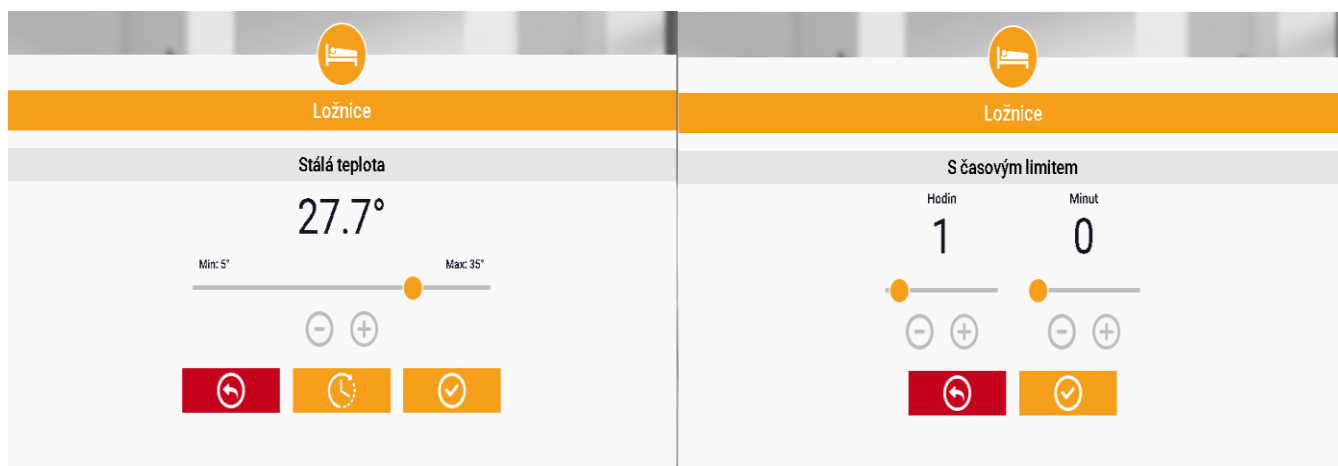 Ložnice
Stálá teplota
27.7°
Min: 5° Max: 35°
Ložnice
S časovým limitem
Hodin Minut
1 0